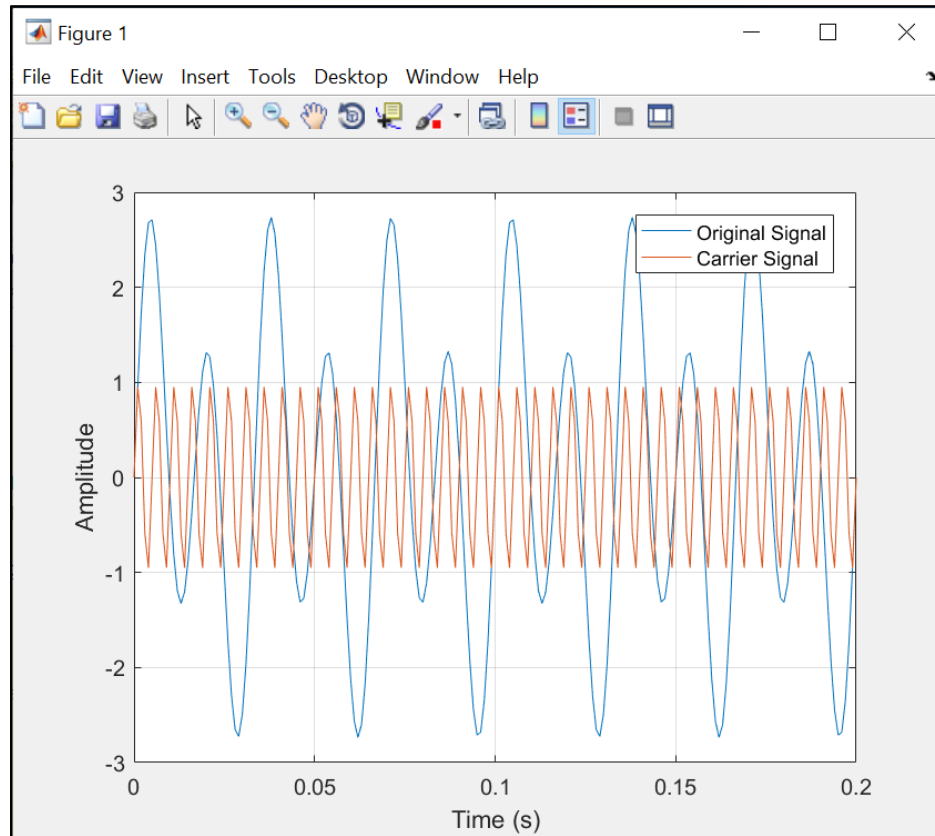 Figure 1
File Edit View Insert Tools Desktop Window Help
3
Original Signal
Carrier Signal
2
1
Amplitude
0
-1
-2
-3
0 0.05 0.1 0.15 0.2
Time (s)